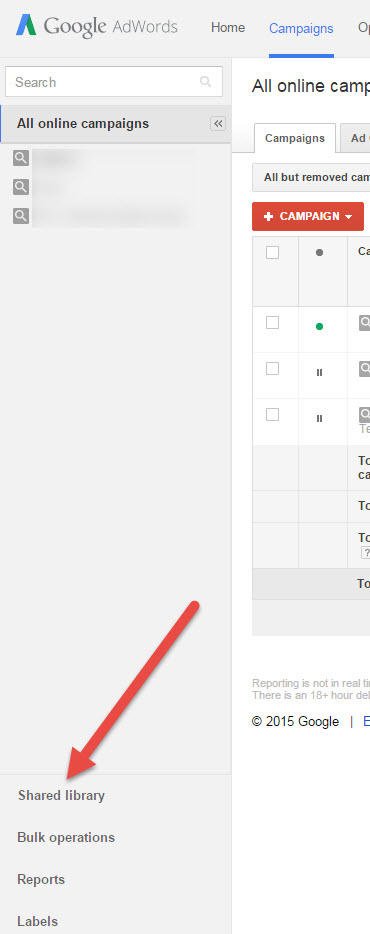 Google AdWords Home Campaigns Op
Search
All online campaigns
All online camp
Campaigns Ad
All but removed cam
CAMPAIGN
Ca
Te
To
ca
To
To
?
To
Reporting is not in real ti
There is an 18+ hour del
© 2015 Google | E
Shared library
Bulk operations
Reports
Labels